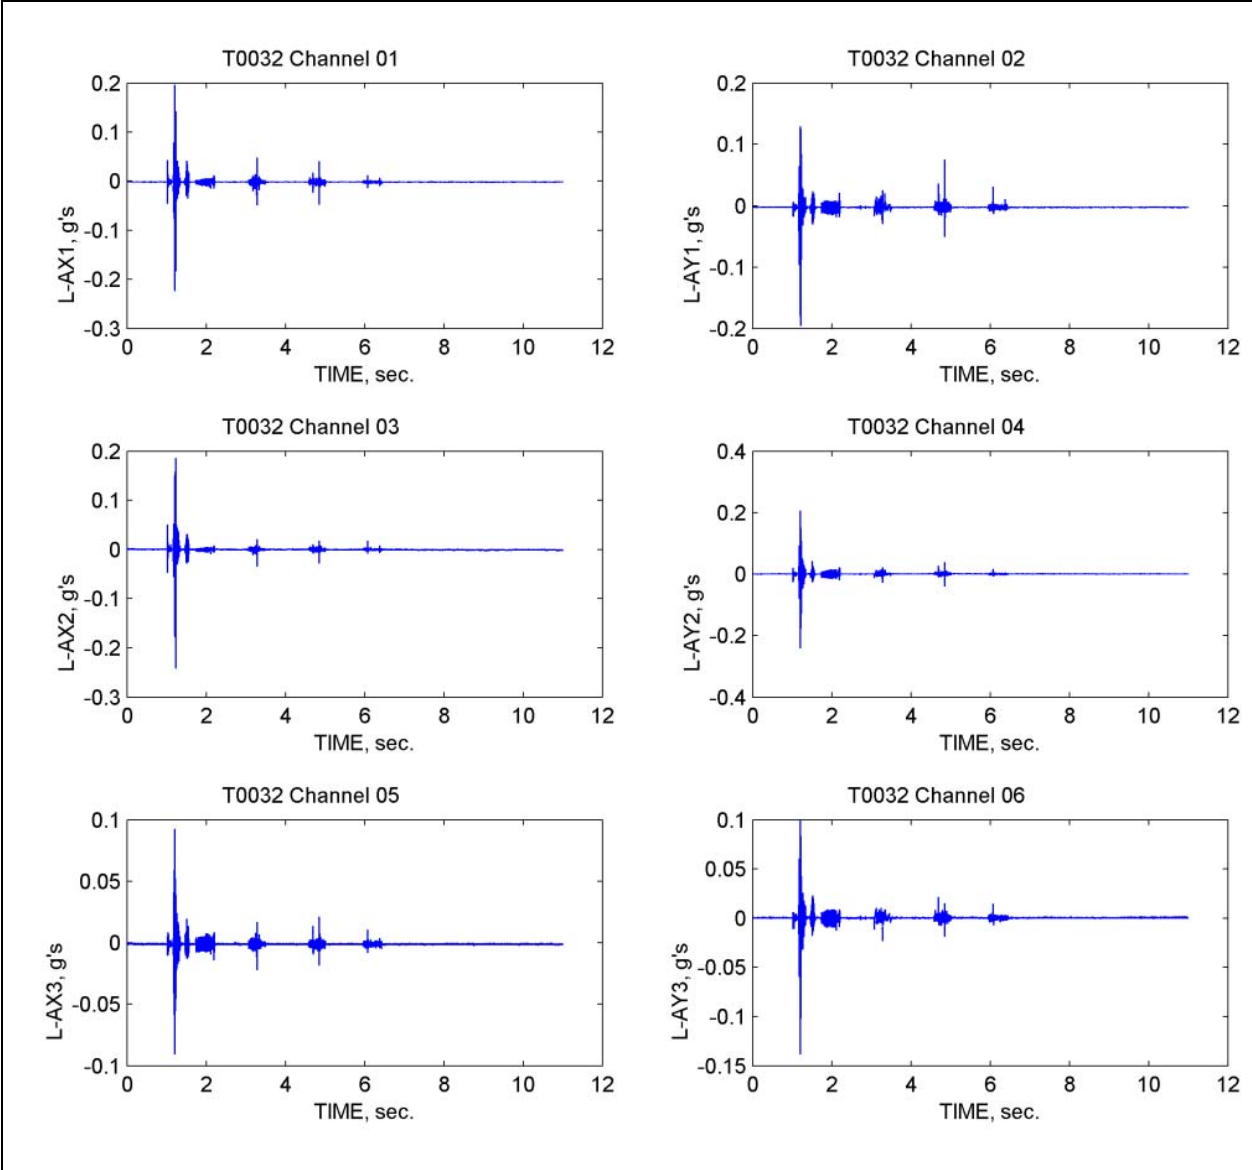 T0032 Channel 01
0.2
0.1
0
-0.1
-0.2
-0.3
L-AX1, g's
0 2 4 6 8 10 12
TIME, sec.
T0032 Channel 02
0.2
0.1
0
-0.1
-0.2
L-AY1, g's
0 2 4 6 8 10 12
TIME, sec.
T0032 Channel 03
0.2
0.1
0
-0.1
-0.2
-0.3
L-AX2, g's
0 2 4 6 8 10 12
TIME, sec.
T0032 Channel 04
0.4
0.2
0
-0.2
-0.4
L-AY2, g's
0 2 4 6 8 10 12
TIME, sec.
T0032 Channel 05
0.1
0.05
0
-0.05
-0.1
L-AX3, g's
0 2 4 6 8 10 12
TIME, sec.
T0032 Channel 06
0.1
0.05
0
-0.05
-0.1
-0.15
L-AY3, g's
0 2 4 6 8 10 12
TIME, sec.